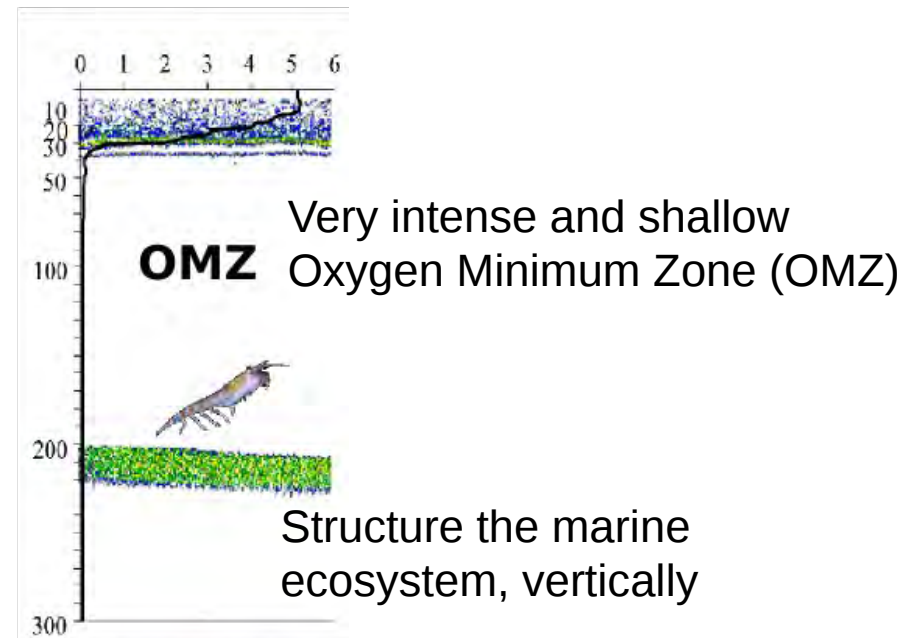 0 1 2 3 4 5 6
10
20
30
50
Very intense and shallow
100 OMZ Oxygen Minimum Zone (OMZ)
200
Structure the marine
ecosystem, vertically
300